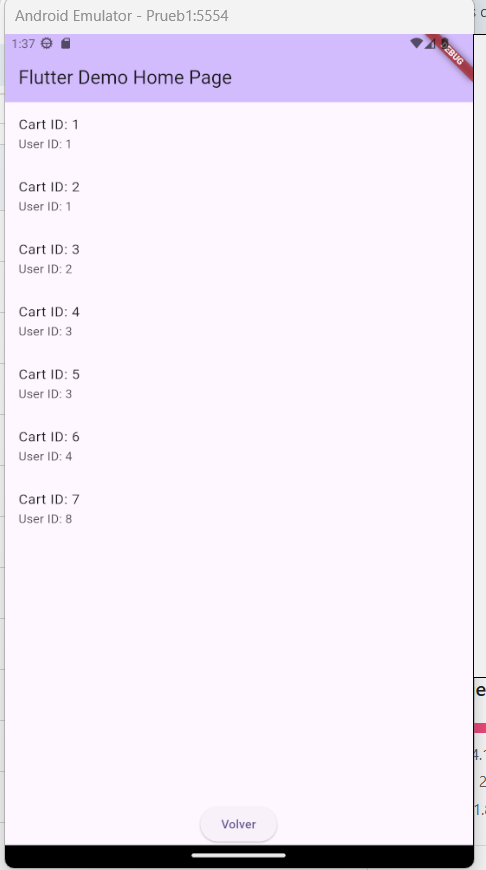 Android Emulator - Prueb1:5554
1:37
DEBUG
Flutter Demo Home Page
Cart ID: 1
User ID: 1
Cart ID: 2
User ID: 1
Cart ID: 3
User ID: 2
Cart ID: 4
User ID: 3
Cart ID: 5
User ID: 3
Cart ID: 6
User ID: 4
Cart ID: 7
User ID: 8
Volver